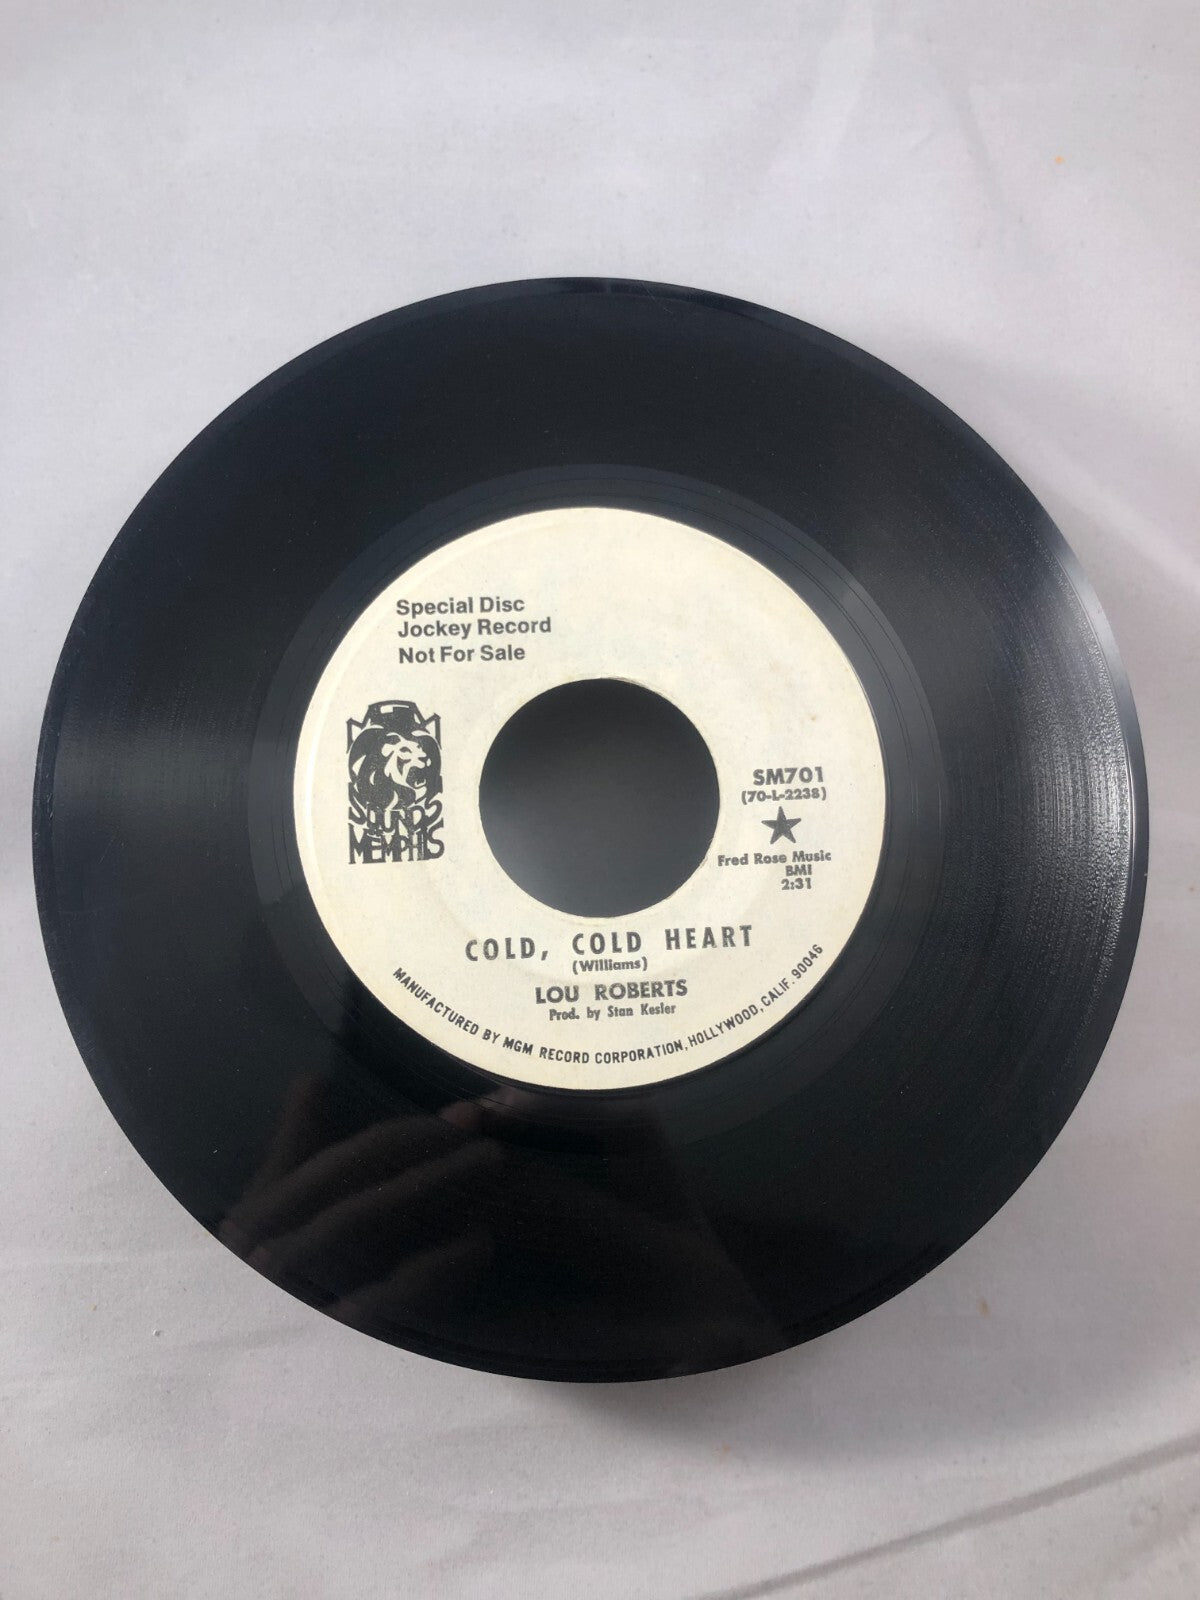 Special Disc
Jockey Record
Not For Sale
SOUNDS
MEMPHIS
SM701
(70-L-2238)
Fred Rose Music
BMI
2:31
COLD, COLD HEART
(Williams)
LOU ROBERTS
Prod. by Stan Kesler
MANUFACTURED BY MGM RECORD CORPORATION, HOLLYWOOD, CALIF. 90046